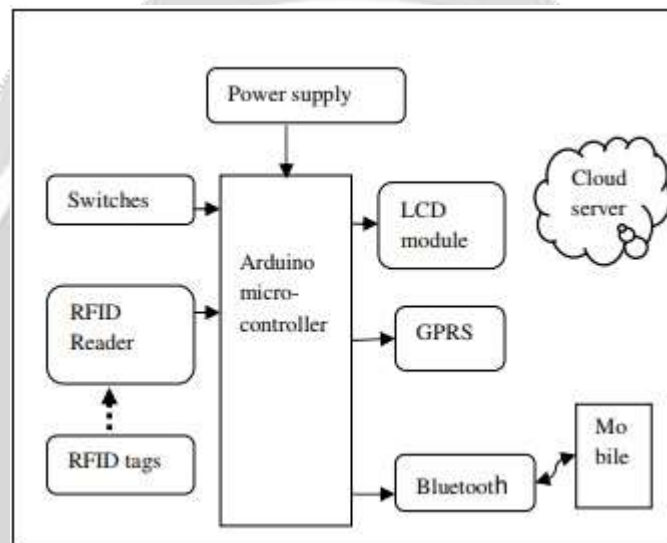 Power supply
Switches
LCD
module
Cloud
server
Arduino
micro-
controller
RFID
Reader
GPRS
RFID tags
Bluetooth
Mo
bile